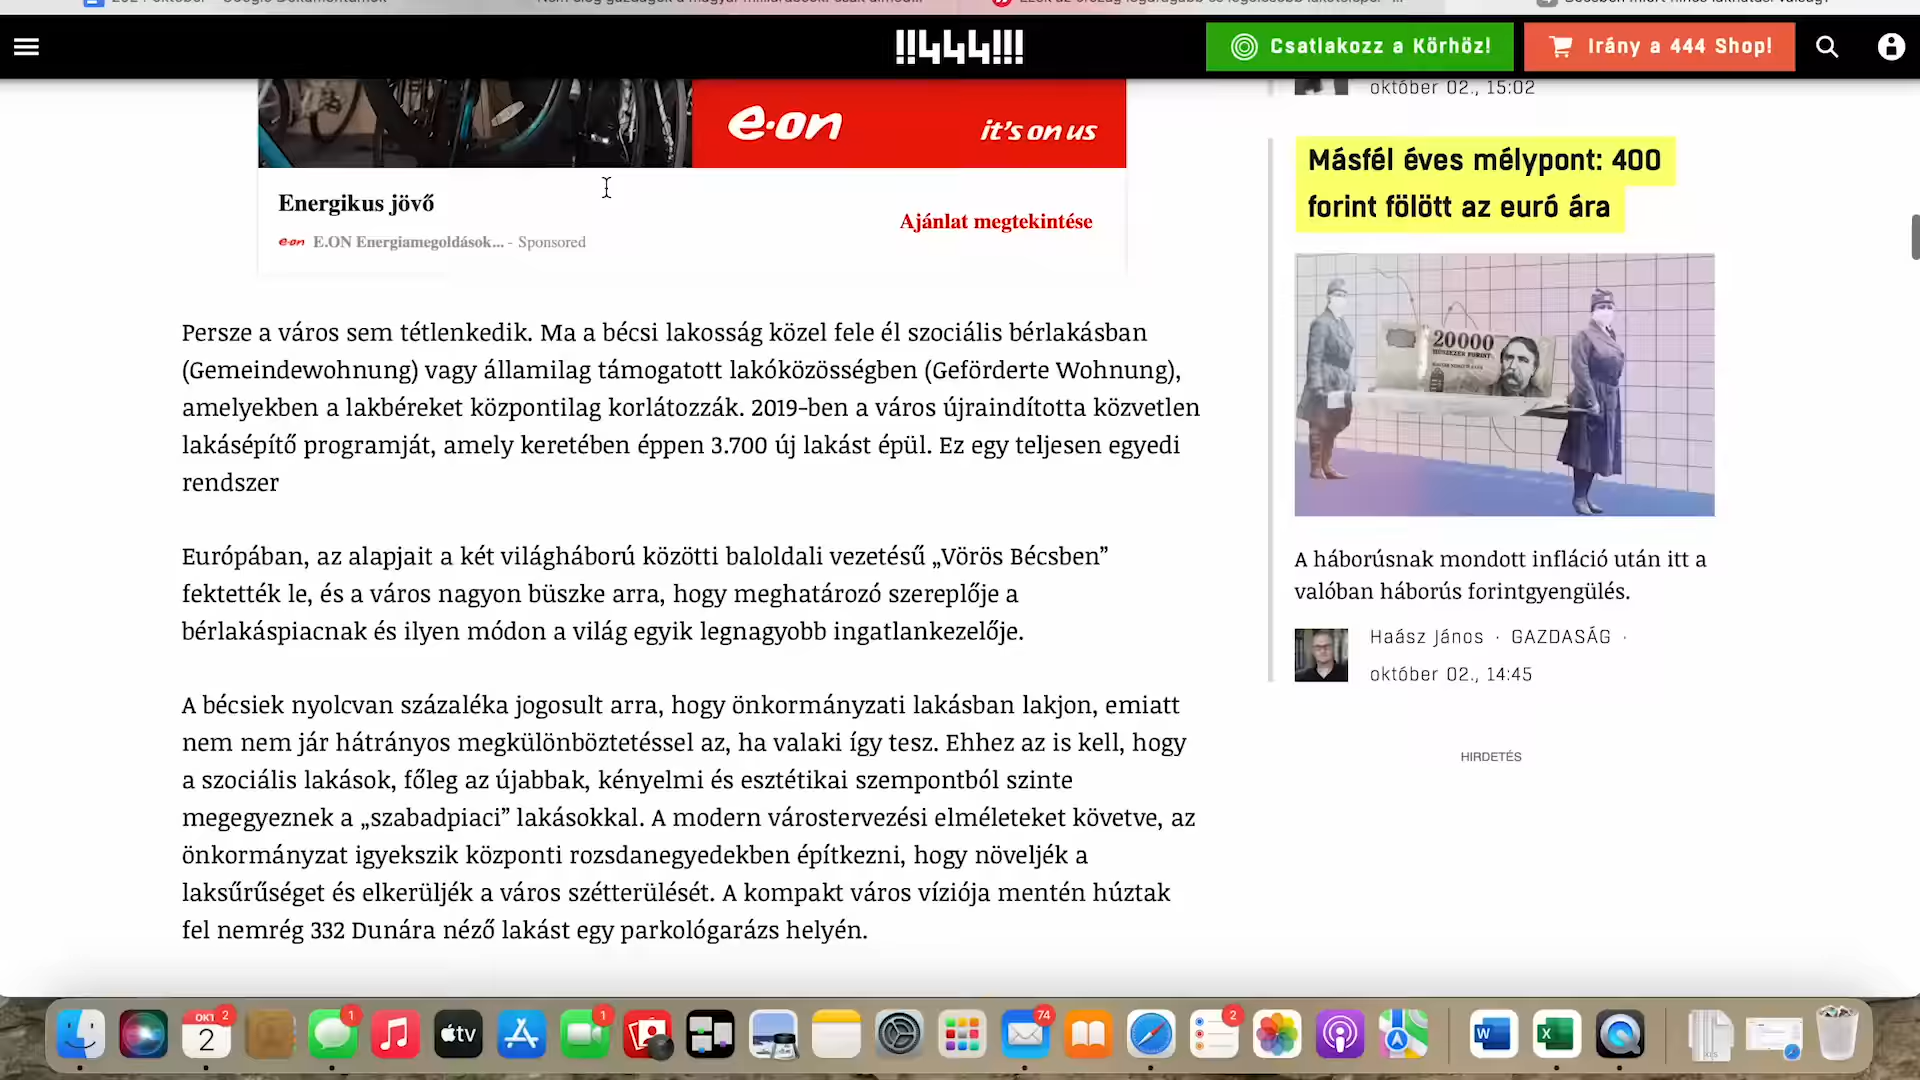 !!444!!!
Csatlakozz a Körhöz!
Irány a 444 Shop!
e·on
it's on us
Energikus jövő
Ajánlat megtekintése
e·on E.ON Energiamegoldások... - Sponsored
Persze a város sem tétlenkedik. Ma a bécsi lakosság közel fele él szociális bérlakásban
(Gemeindewohnung) vagy államilag támogatott lakóközösségben (Geförderte Wohnung),
amelyekben a lakbéreket központilag korlátozzák. 2019-ben a város újraindította közvetlen
lakásépítő programját, amely keretében éppen 3.700 új lakást épül. Ez egy teljesen egyedi
rendszer
Európában, az alapjait a két világháború közötti baloldali vezetésű „Vörös Bécsben”
fektették le, és a város nagyon büszke arra, hogy meghatározó szereplője a
bérlakáspiacnak és ilyen módon a világ egyik legnagyobb ingatlankezelője.
A bécsiek nyolcvan százaléka jogosult arra, hogy önkormányzati lakásban lakjon, emiatt
nem nem jár hátrányos megkülönböztetéssel az, ha valaki így tesz. Ehhez az is kell, hogy
a szociális lakások, főleg az újabbak, kényelmi és esztétikai szempontból szinte
megegyeznek a „szabadpiaci” lakásokkal. A modern várostervezési elméleteket követve, az
önkormányzat igyekszik központi rozsdanegyedekben építkezni, hogy növeljék a
laksűrűséget és elkerüljék a város szétterülését. A kompakt város víziója mentén húztak
fel nemrég 332 Dunára néző lakást egy parkológarázs helyén.
október 02., 15:02
Másfél éves mélypont: 400
forint fölött az euró ára
20000
A háborúsnak mondott infláció után itt a
valóban háborús forintgyengülés.
Haász János · GAZDASÁG ·
október 02., 14:45
HIRDETÉS
OKT
2
2
1
tv
1
74
2
W
X